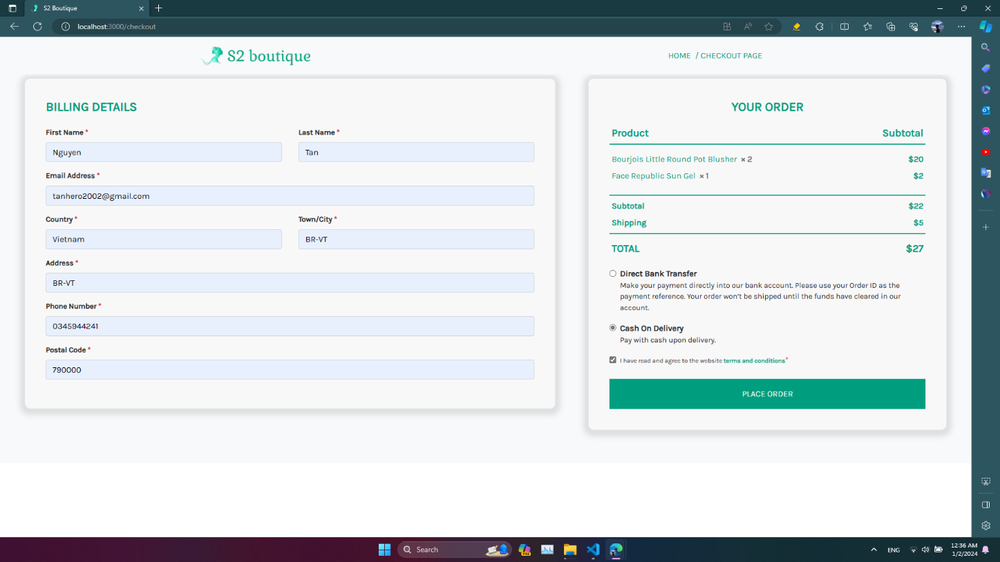 S2 Boutique
localhost:3000/checkout
S2 boutique
HOME / CHECKOUT PAGE
BILLING DETAILS
First Name *
Last Name *
Nguyen
Tan
Email Address *
tanhero2002@gmail.com
Country *
Town/City *
Vietnam
BR-VT
Address *
BR-VT
Phone Number *
0345944241
Postal Code *
790000
YOUR ORDER
Product Subtotal
Bourjois Little Round Pot Blusher × 2 $20
Face Republic Sun Gel × 1 $2
Subtotal $22
Shipping $5
TOTAL $27
Direct Bank Transfer
Make your payment directly into our bank account. Please use your Order ID as the
payment reference. Your order won't be shipped until the funds have cleared in our
account.
Cash On Delivery
Pay with cash upon delivery.
I have read and agree to the website terms and conditions*
PLACE ORDER
Search
PRE
ENG
12:36 AM
1/2/2024